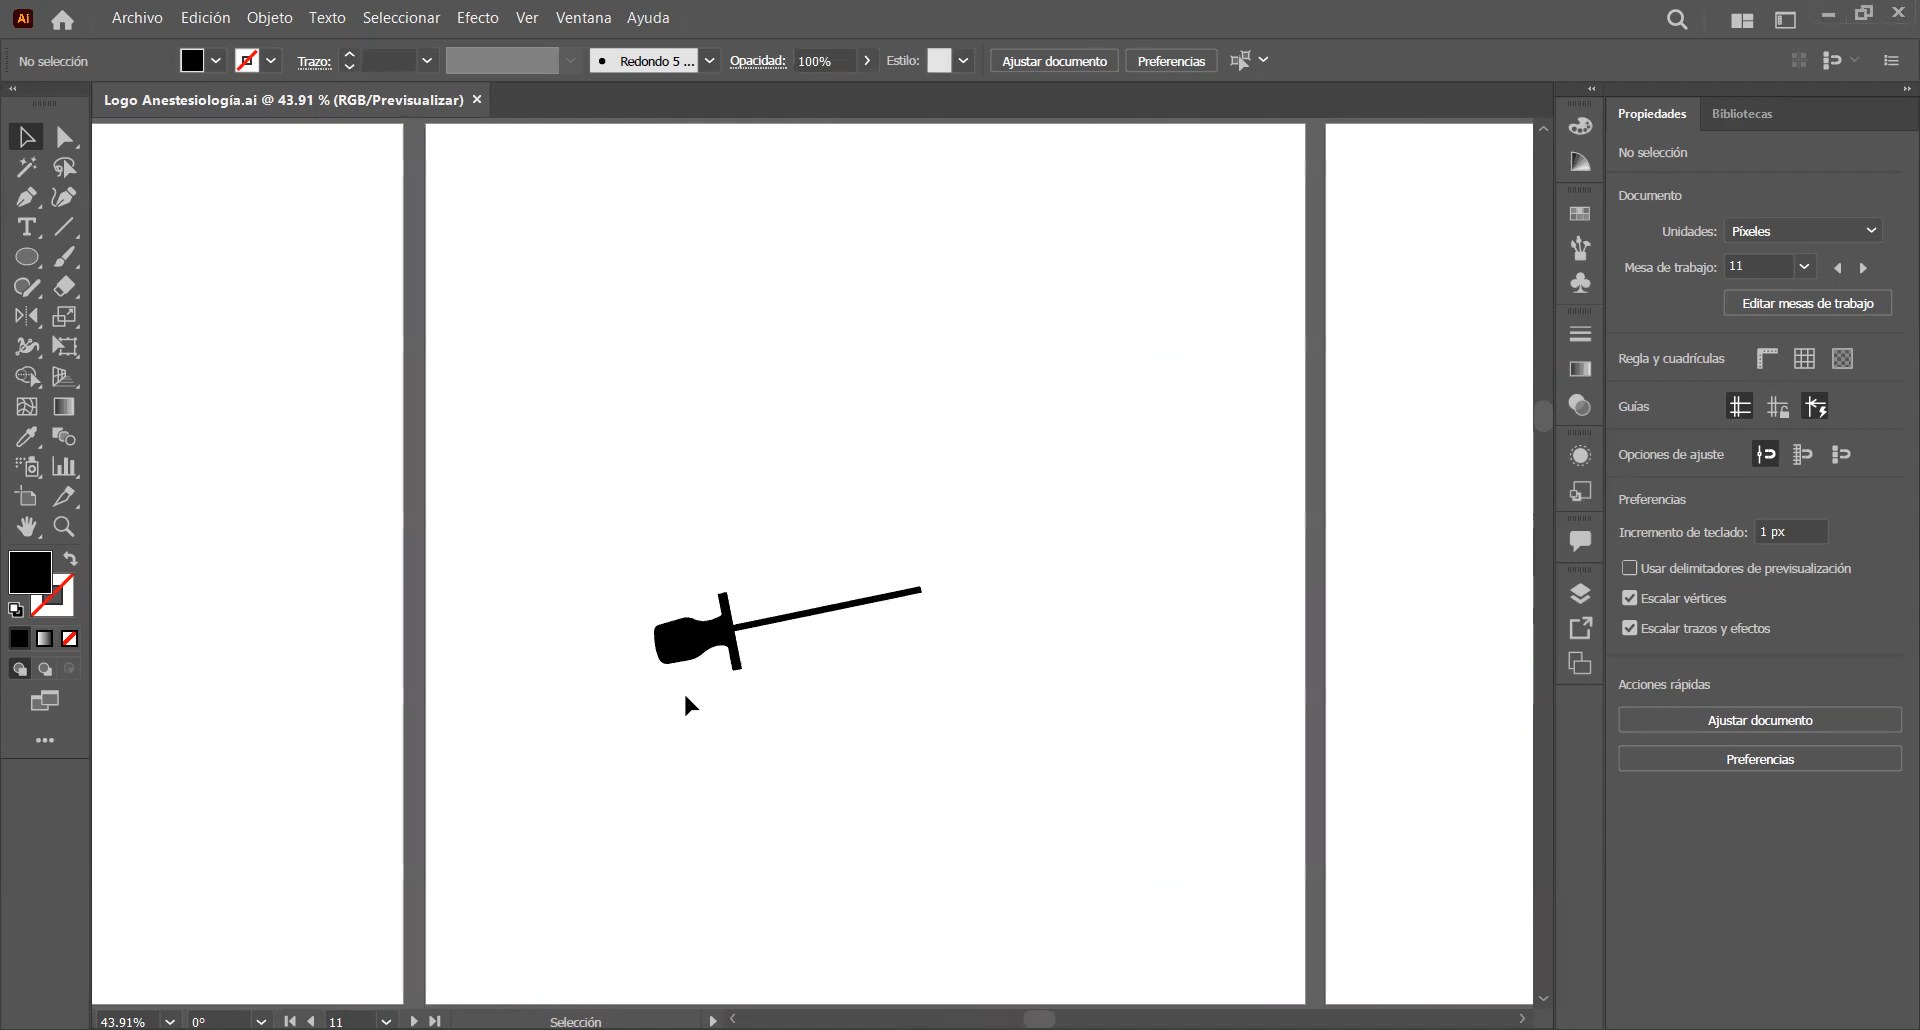 Ai
Archivo Edición Objeto Texto Seleccionar Efecto Ver Ventana Ayuda
No selección
Trazo:
Redondo 5 ...
Opacidad: 100%
Estilo:
Ajustar documento
Preferencias
Logo Anestesiología.ai @ 43.91 % (RGB/Previsualizar) ×
Propiedades
Bibliotecas
No selección
Documento
Unidades: Píxeles
Mesa de trabajo: 11
Editar mesas de trabajo
Regla y cuadrículas
Guías
Opciones de ajuste
Preferencias
Incremento de teclado: 1 px
Usar delimitadores de previsualización
Escalar vértices
Escalar trazos y efectos
Acciones rápidas
Ajustar documento
Preferencias
43.91% 0° 11 Selección